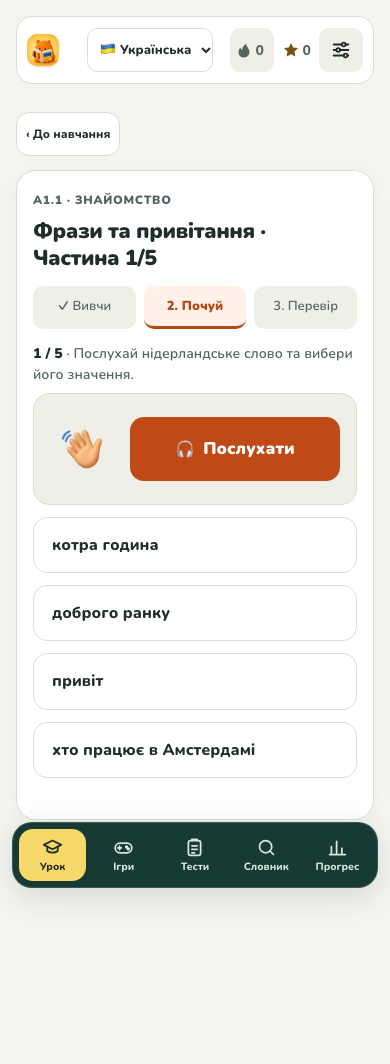 Українська
0
0
‹ До навчання
A1.1 · ЗНАЙОМСТВО
Фрази та привітання ·
Частина 1/5
✓ Вивчи
2. Почуй
3. Перевір
1 / 5 · Послухай нідерландське слово та вибери
його значення.
Послухати
котра година
доброго ранку
привіт
хто працює в Амстердамі
Урок
Ігри
Тести
Словник
Прогрес